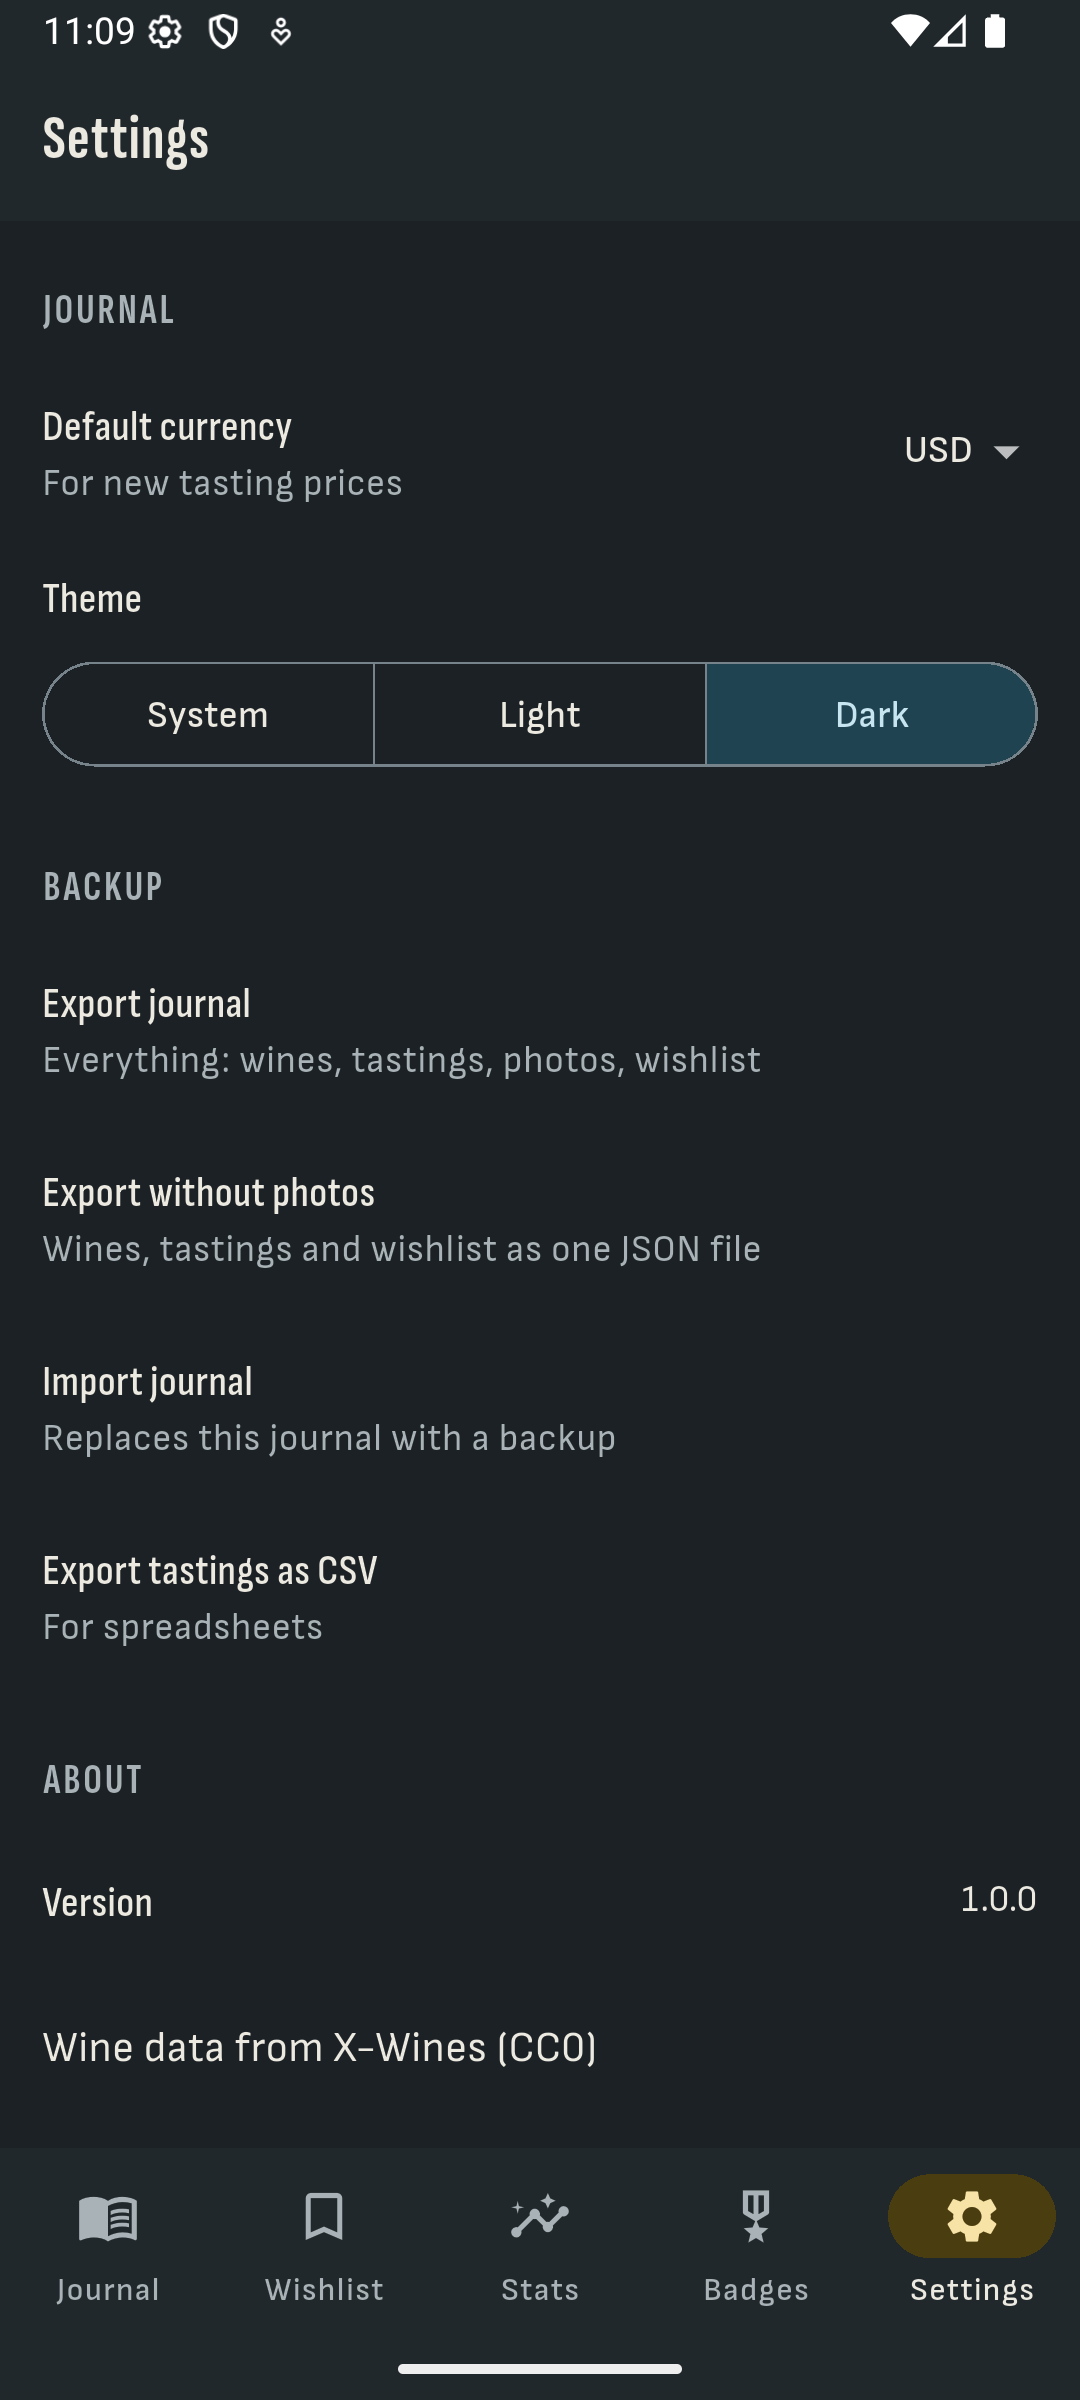 11:09
Settings
JOURNAL
Default currency
For new tasting prices
USD
Theme
System
Light
Dark
BACKUP
Export journal
Everything: wines, tastings, photos, wishlist
Export without photos
Wines, tastings and wishlist as one JSON file
Import journal
Replaces this journal with a backup
Export tastings as CSV
For spreadsheets
ABOUT
Version
1.0.0
Wine data from X-Wines (CC0)
Journal
Wishlist
Stats
Badges
Settings